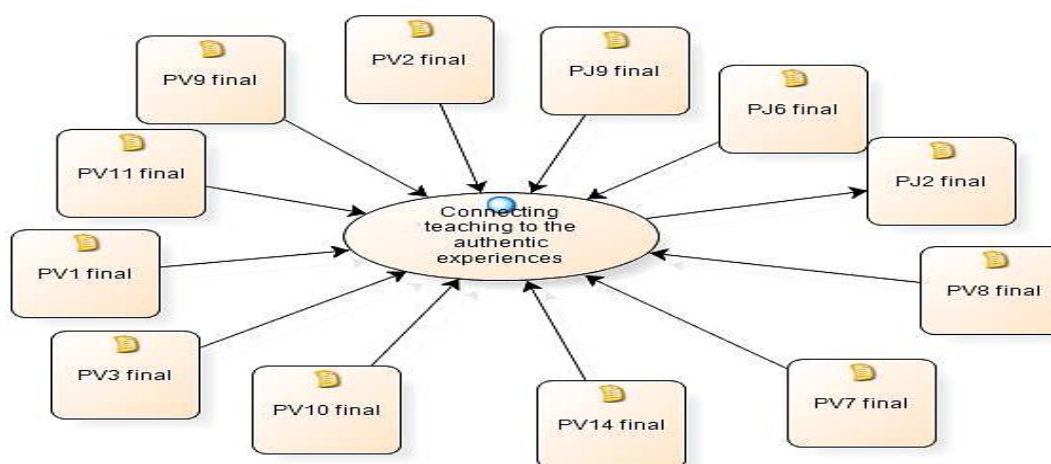 PV9 final
PV2 final
PJ9 final
PJ6 final
PV11 final
PJ2 final
Connecting
teaching to the
authentic
experiences
PV1 final
PV8 final
PV3 final
PV10 final
PV14 final
PV7 final